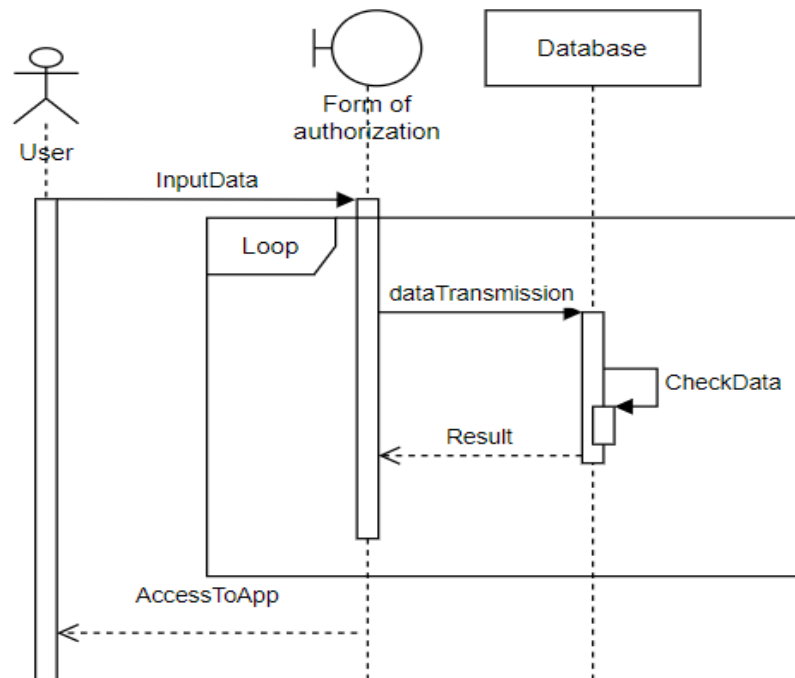 Database
Form of
authorization
User
InputData
Loop
dataTransmission
CheckData
Result
AccessToApp